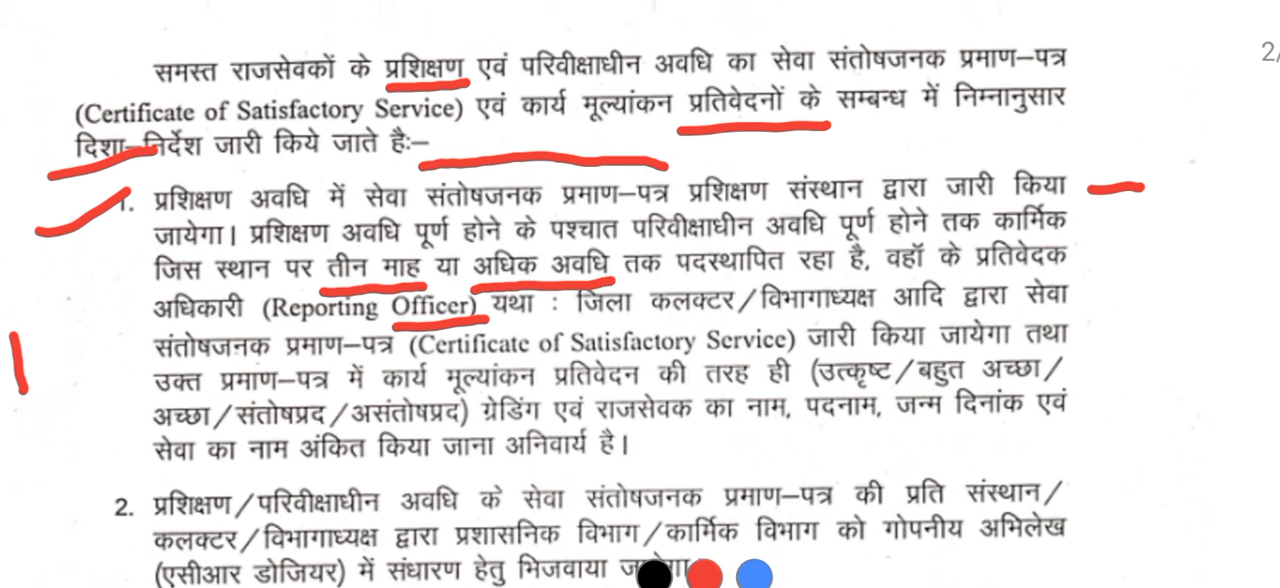 2/
समस्त राजसेवकों के प्रशिक्षण एवं परिवीक्षाधीन अवधि का सेवा संतोषजनक प्रमाण–पत्र
(Certificate of Satisfactory Service) एवं कार्य मूल्यांकन प्रतिवेदनों के सम्बन्ध में निम्नानुसार
दिशा–निर्देश जारी किये जाते हैः–
1. प्रशिक्षण अवधि में सेवा संतोषजनक प्रमाण–पत्र प्रशिक्षण संस्थान द्वारा जारी किया
जायेगा। प्रशिक्षण अवधि पूर्ण होने के पश्चात परिवीक्षाधीन अवधि पूर्ण होने तक कार्मिक
जिस स्थान पर तीन माह या अधिक अवधि तक पदस्थापित रहा है, वहॉ के प्रतिवेदक
अधिकारी (Reporting Officer) यथा : जिला कलक्टर/विभागाध्यक्ष आदि द्वारा सेवा
संतोषजनक प्रमाण–पत्र (Certificate of Satisfactory Service) जारी किया जायेगा तथा
उक्त प्रमाण–पत्र में कार्य मूल्यांकन प्रतिवेदन की तरह ही (उत्कृष्ट/बहुत अच्छा/
अच्छा/संतोषप्रद/असंतोषप्रद) ग्रेडिंग एवं राजसेवक का नाम, पदनाम, जन्म दिनांक एवं
सेवा का नाम अंकित किया जाना अनिवार्य है।
2. प्रशिक्षण/परिवीक्षाधीन अवधि के सेवा संतोषजनक प्रमाण–पत्र की प्रति संस्थान/
कलक्टर/विभागाध्यक्ष द्वारा प्रशासनिक विभाग/कार्मिक विभाग को गोपनीय अभिलेख
(एसीआर डोजियर) में संधारण हेतु भिजवाया